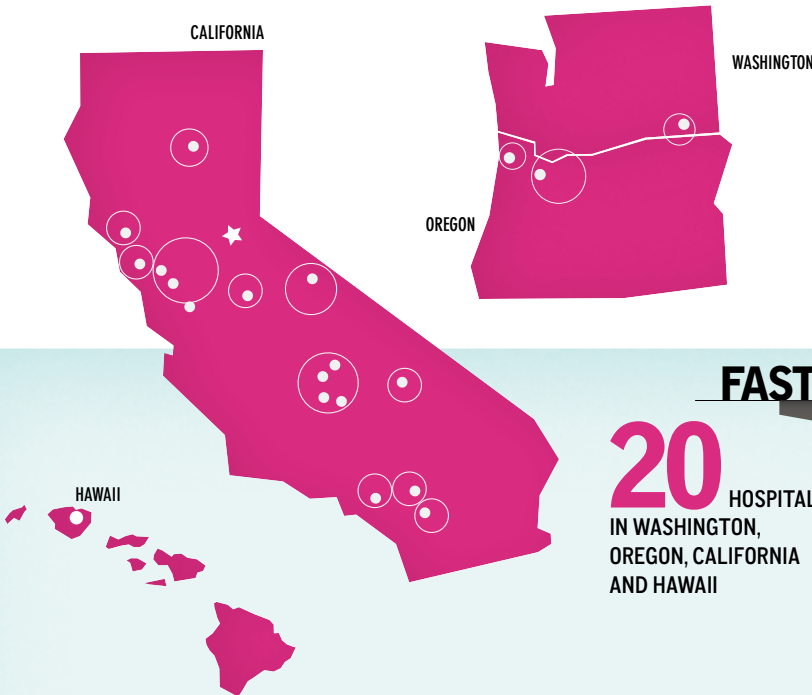 CALIFORNIA
WASHINGTON
OREGON
HAWAII
FAST
20 HOSPITAL
IN WASHINGTON,
OREGON, CALIFORNIA
AND HAWAII